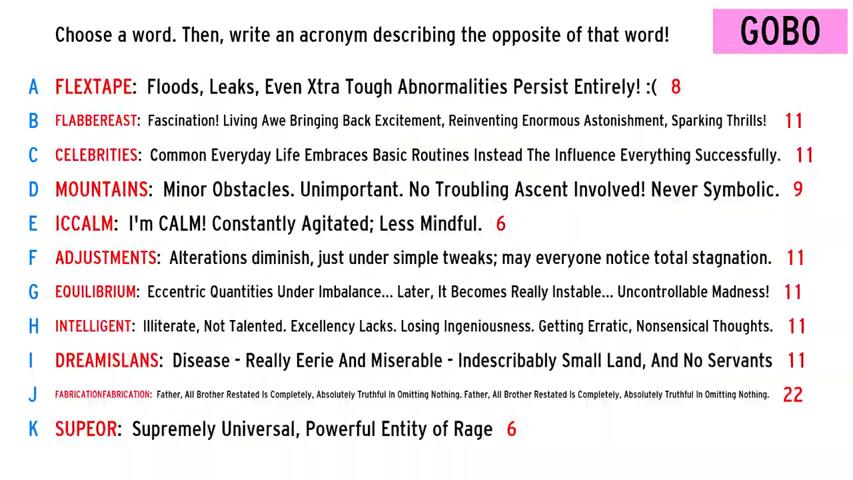 Choose a word. Then, write an acronym describing the opposite of that word!
GOBO
A FLEXTAPE: Floods, Leaks, Even Xtra Tough Abnormalities Persist Entirely! :( 8
B FLABBEREAST: Fascination! Living Awe Bringing Back Excitement, Reinventing Enormous Astonishment, Sparking Thrills! 11
C CELEBRITIES: Common Everyday Life Embraces Basic Routines Instead The Influence Everything Successfully. 11
D MOUNTAINS: Minor Obstacles. Unimportant. No Troubling Ascent Involved! Never Symbolic. 9
E ICCALM: I'm CALM! Constantly Agitated; Less Mindful. 6
F ADJUSTMENTS: Alterations diminish, just under simple tweaks; may everyone notice total stagnation. 11
G EQUILIBRIUM: Eccentric Quantities Under Imbalance... Later, It Becomes Really Instable... Uncontrollable Madness! 11
H INTELLIGENT: Illiterate, Not Talented. Excellency Lacks. Losing Ingeniousness. Getting Erratic, Nonsensical Thoughts. 11
I DREAMISLANS: Disease - Really Eerie And Miserable - Indescribably Small Land, And No Servants 11
J FABRICATIONFABRICATION: Father, All Brother Restated Is Completely, Absolutely Truthful In Omitting Nothing. Father, All Brother Restated Is Completely, Absolutely Truthful In Omitting Nothing. 22
K SUPEOR: Supremely Universal, Powerful Entity of Rage 6